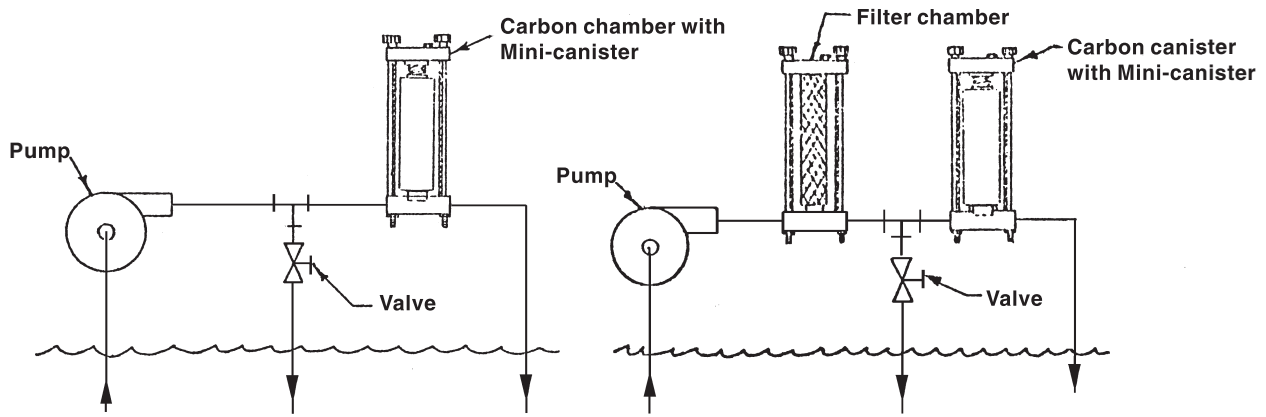 Carbon chamber with
Mini-canister
Pump
Valve
Filter chamber
Carbon canister
with Mini-canister
Pump
Valve